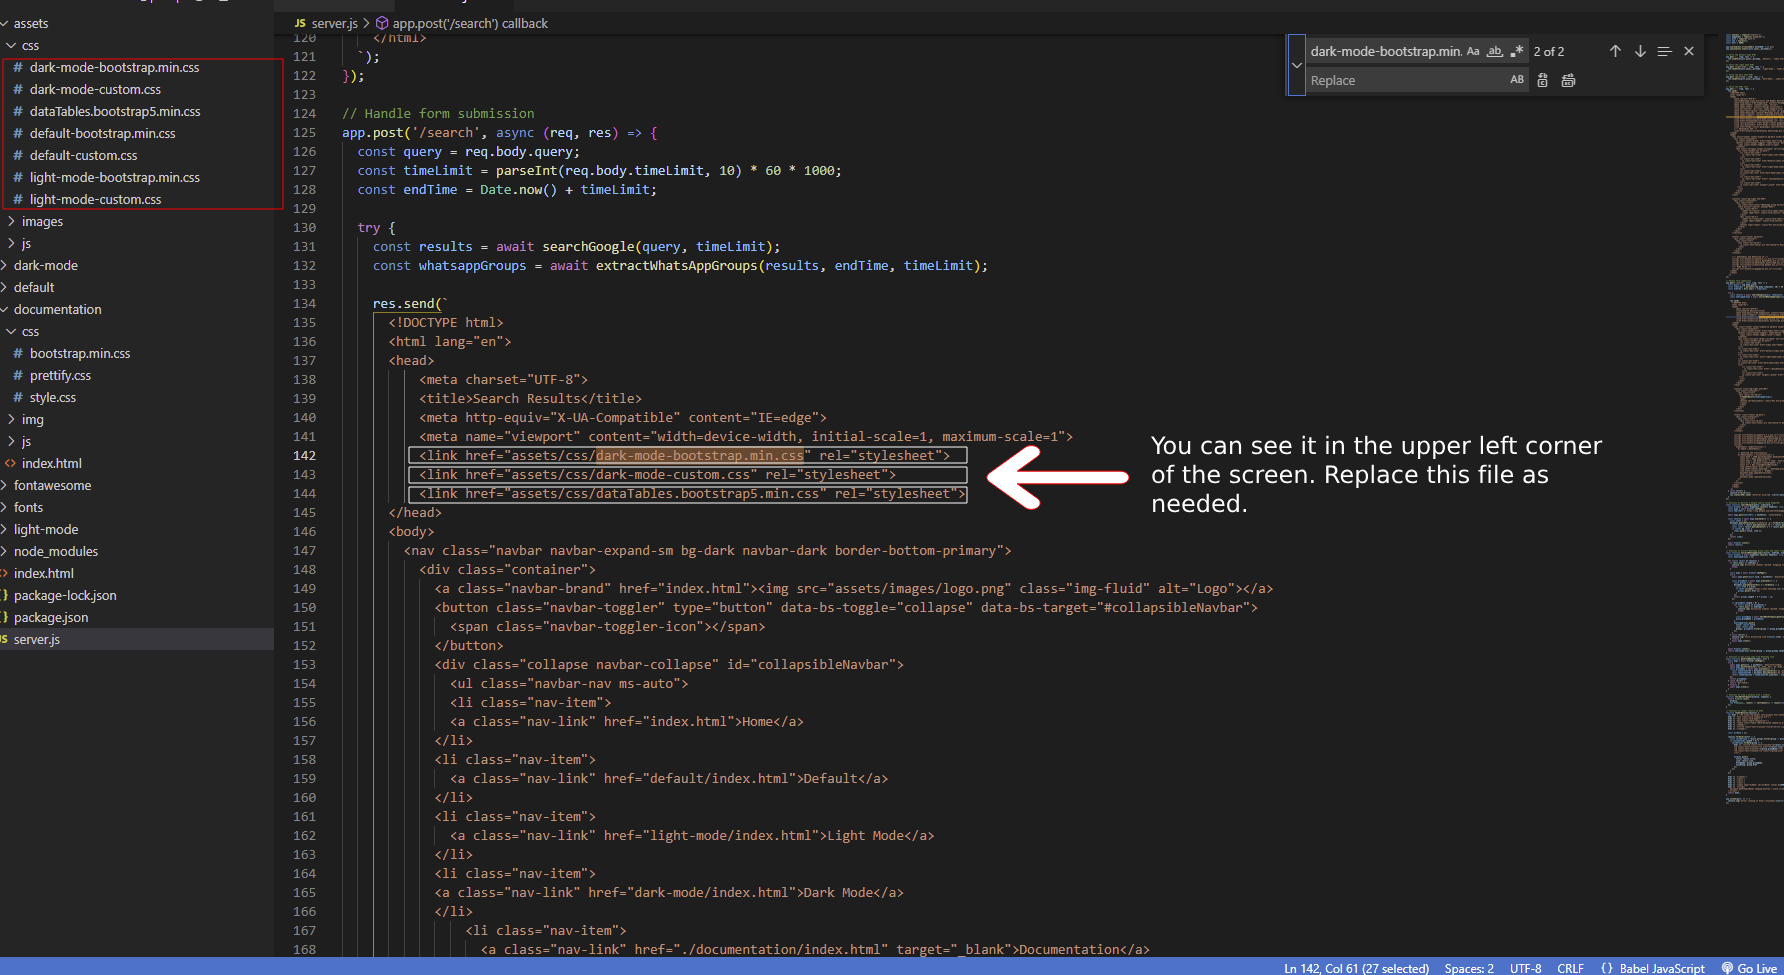 assets
css
dark-mode-bootstrap.min.css
dark-mode-custom.css
dataTables.bootstrap5.min.css
default-bootstrap.min.css
default-custom.css
light-mode-bootstrap.min.css
light-mode-custom.css
images
js
dark-mode
default
documentation
css
bootstrap.min.css
prettify.css
style.css
img
js
index.html
fontawesome
fonts
light-mode
node_modules
index.html
package-lock.json
package.json
JS server.js
JS server.js > app.post('/search') callback
dark-mode-bootstrap.min. Aa ab .* 2 of 2
Replace AB
120 </html>
121 `);
122 });
123
124 // Handle form submission
125 app.post('/search', async (req, res) => {
126 const query = req.body.query;
127 const timeLimit = parseInt(req.body.timeLimit, 10) * 60 * 1000;
128 const endTime = Date.now() + timeLimit;
129
130 try {
131 const results = await searchGoogle(query, timeLimit);
132 const whatsappGroups = await extractWhatsAppGroups(results, endTime, timeLimit);
133
134 res.send(`
135 <!DOCTYPE html>
136 <html lang="en">
137 <head>
138 <meta charset="UTF-8">
139 <title>Search Results</title>
140 <meta http-equiv="X-UA-Compatible" content="IE=edge">
141 <meta name="viewport" content="width=device-width, initial-scale=1, maximum-scale=1">
142 <link href="assets/css/dark-mode-bootstrap.min.css" rel="stylesheet">
143 <link href="assets/css/dark-mode-custom.css" rel="stylesheet">
144 <link href="assets/css/dataTables.bootstrap5.min.css" rel="stylesheet">
145 </head>
146 <body>
147 <nav class="navbar navbar-expand-sm bg-dark navbar-dark border-bottom-primary">
148 <div class="container">
149 <a class="navbar-brand" href="index.html"><img src="assets/images/logo.png" class="img-fluid" alt="Logo"></a>
150 <button class="navbar-toggler" type="button" data-bs-toggle="collapse" data-bs-target="#collapsibleNavbar">
151 <span class="navbar-toggler-icon"></span>
152 </button>
153 <div class="collapse navbar-collapse" id="collapsibleNavbar">
154 <ul class="navbar-nav ms-auto">
155 <li class="nav-item">
156 <a class="nav-link" href="index.html">Home</a>
157 </li>
158 <li class="nav-item">
159 <a class="nav-link" href="default/index.html">Default</a>
160 </li>
161 <li class="nav-item">
162 <a class="nav-link" href="light-mode/index.html">Light Mode</a>
163 </li>
164 <li class="nav-item">
165 <a class="nav-link" href="dark-mode/index.html">Dark Mode</a>
166 </li>
167 <li class="nav-item">
168 <a class="nav-link" href="./documentation/index.html" target="_blank">Documentation</a>
You can see it in the upper left corner
of the screen. Replace this file as
needed.
Ln 142, Col 61 (27 selected) Spaces: 2 UTF-8 CRLF {} Babel JavaScript Go Live